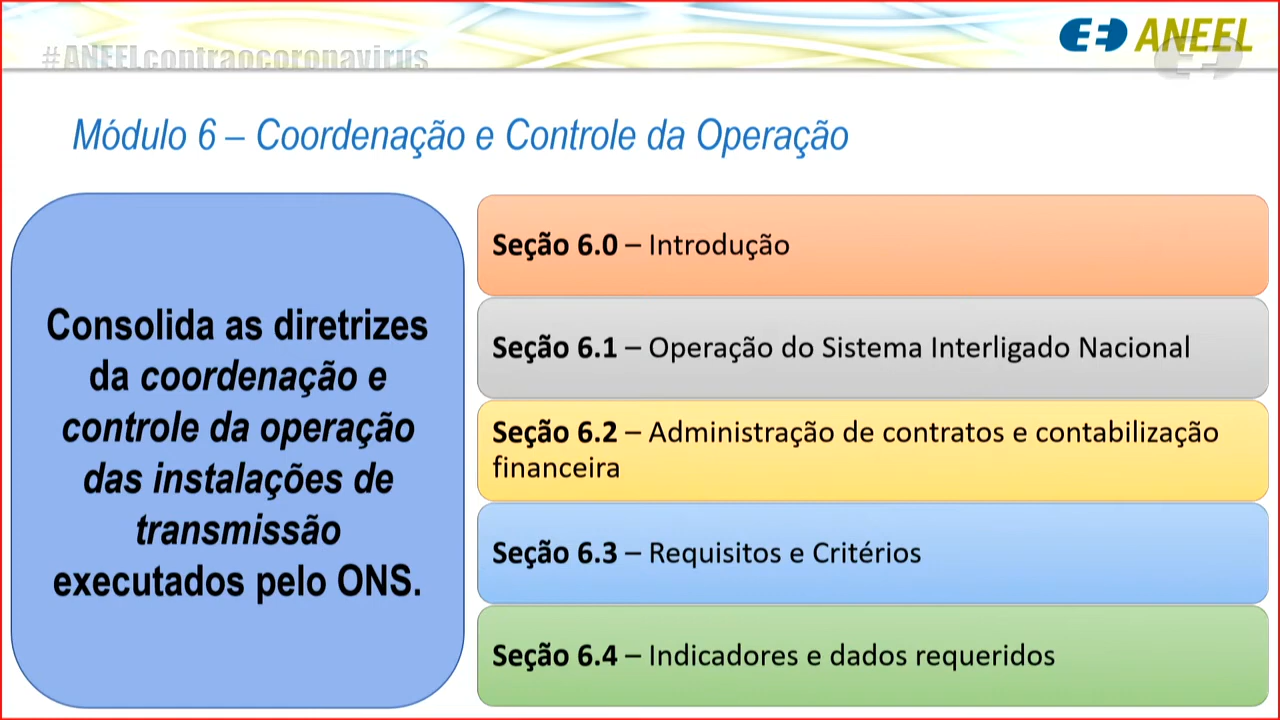 #ANEELcontraocoronavirus
ANEEL
Módulo 6 – Coordenação e Controle da Operação
Consolida as diretrizes
da coordenação e
controle da operação
das instalações de
transmissão
executados pelo ONS.
Seção 6.0 – Introdução
Seção 6.1 – Operação do Sistema Interligado Nacional
Seção 6.2 – Administração de contratos e contabilização
financeira
Seção 6.3 – Requisitos e Critérios
Seção 6.4 – Indicadores e dados requeridos